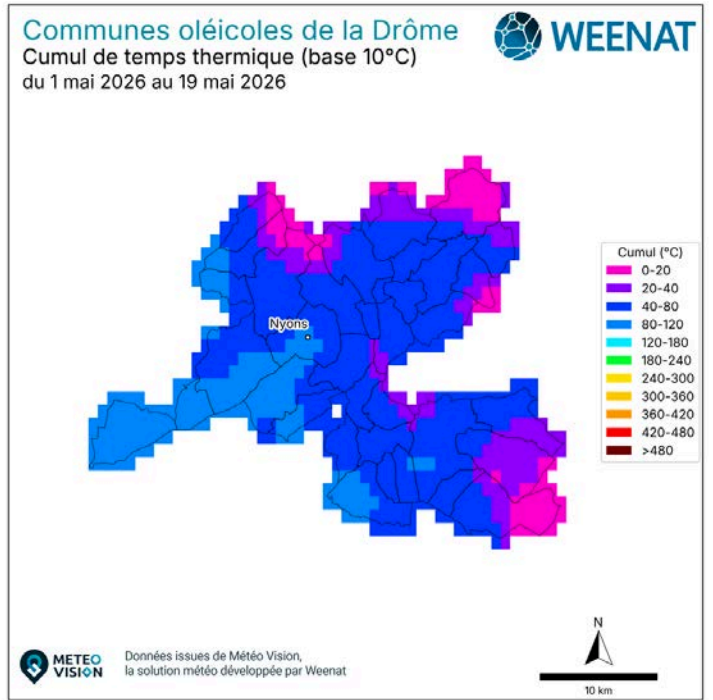 Communes oléicoles de la Drôme
WEENAT
Cumul de temps thermique (base 10°C)
du 1 mai 2026 au 19 mai 2026
Nyons
Cumul (°C)
0-20
20-40
40-80
80-120
120-180
180-240
240-300
300-360
360-420
420-480
>480
METEO
VISION
Données issues de Météo Vision,
la solution météo développée par Weenat
N
10 km